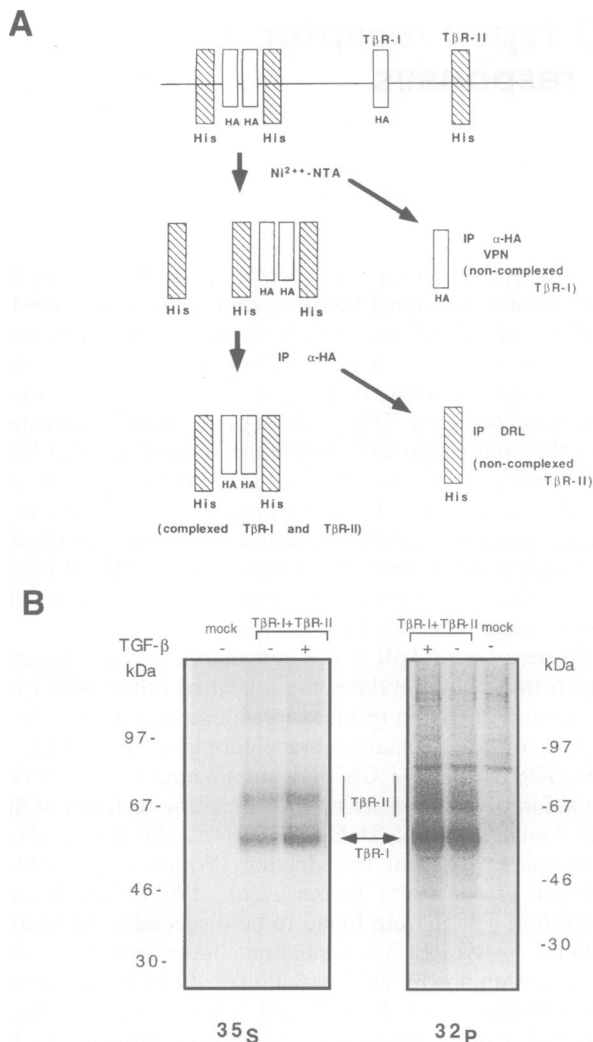 A
TβR-I
TβR-II
HA HA
HA
His His
His
Ni²⁺⁺-NTA
IP α-HA
VPN
(non-complexed
TβR-I)
HA HA
HA
His His His
IP α-HA
IP DRL
(non-complexed
TβR-II)
HA HA
His His
His
(complexed TβR-I and TβR-II)
B
mock TβR-I+TβR-II
TβR-I+TβR-II mock
TGF-β - - +
+ - -
kDa
kDa
97-
-97
67-
TβR-II
-67
TβR-I
46-
-46
30-
-30
35S
32P